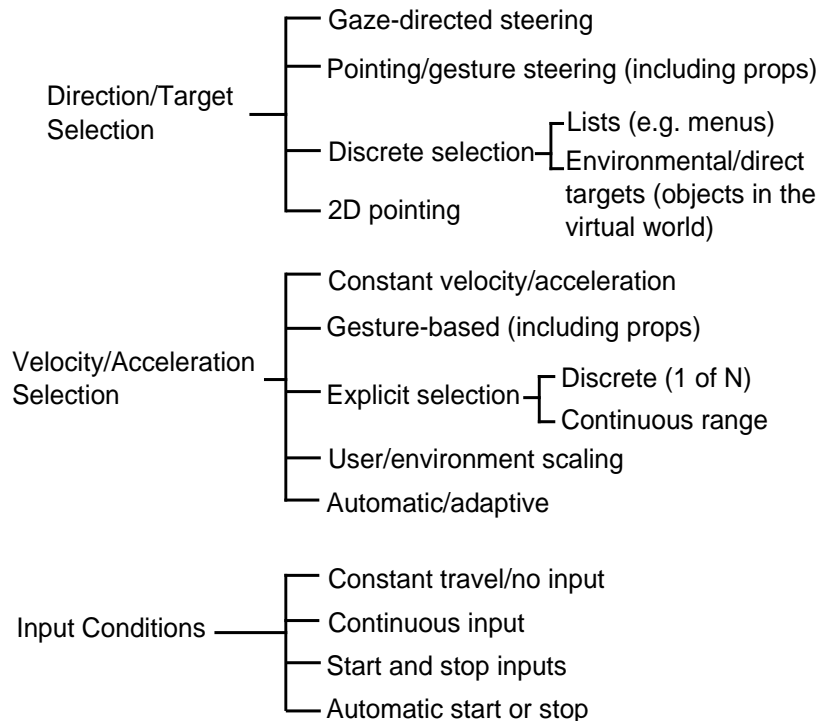 Gaze-directed steering
Pointing/gesture steering (including props)
Direction/Target
Selection
Discrete selection
Lists (e.g. menus)
Environmental/direct
targets (objects in the
virtual world)
2D pointing
Constant velocity/acceleration
Gesture-based (including props)
Velocity/Acceleration
Selection
Explicit selection
Discrete (1 of N)
Continuous range
User/environment scaling
Automatic/adaptive
Constant travel/no input
Input Conditions
Continuous input
Start and stop inputs
Automatic start or stop